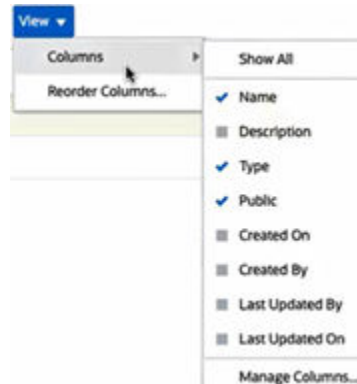 View
Columns
Reorder Columns...
Show All
Name
Description
Type
Public
Created On
Created By
Last Updated By
Last Updated On
Manage Columns...